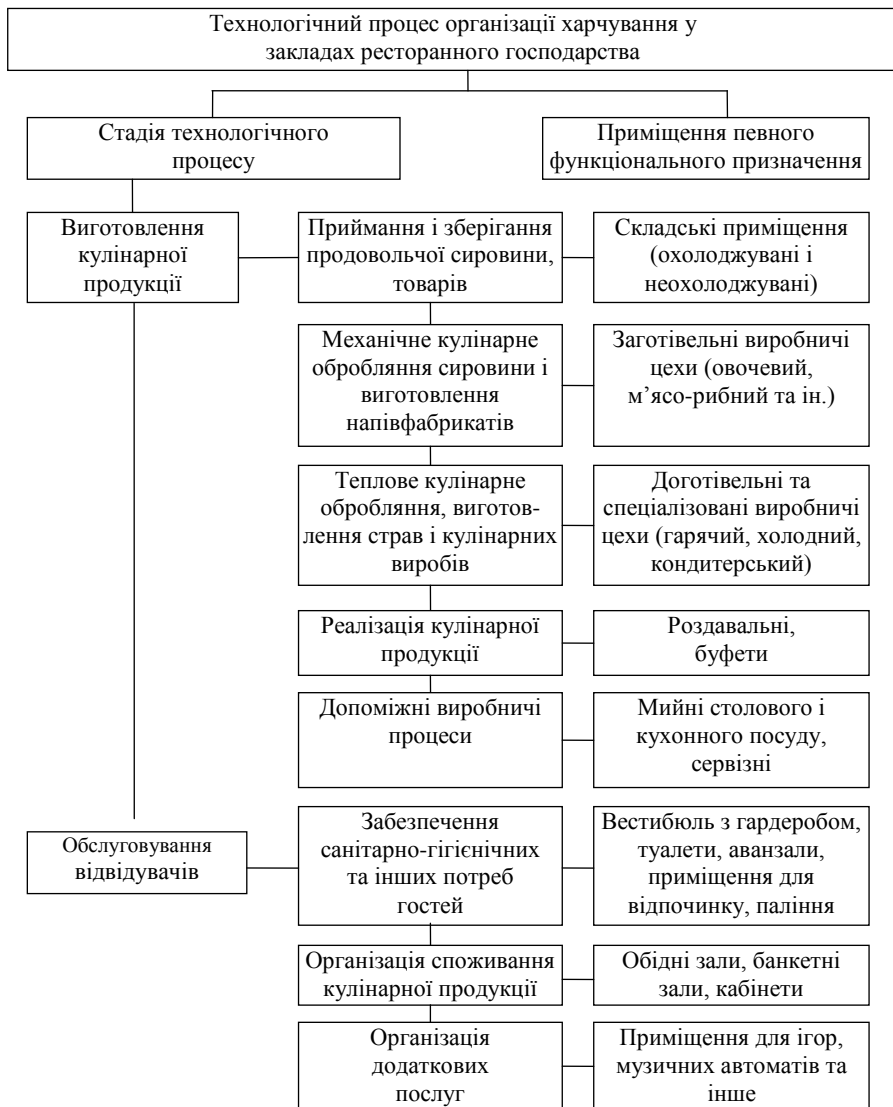 Технологічний процес організації харчування у
закладах ресторанного господарства
Стадія технологічного
процесу
Приміщення певного
функціонального призначення
Виготовлення
кулінарної
продукції
Приймання і зберігання
продовольчої сировини,
товарів
Складські приміщення
(охолоджувані і
неохолоджувані)
Механічне кулінарне
обробляння сировини і
виготовлення
напівфабрикатів
Заготівельні виробничі
цехи (овочевий,
м’ясо-рибний та ін.)
Теплове кулінарне
обробляння, виготов-
лення страв і кулінарних
виробів
Доготівельні та
спеціалізовані виробничі
цехи (гарячий, холодний,
кондитерський)
Реалізація кулінарної
продукції
Роздавальні,
буфети
Допоміжні виробничі
процеси
Мийні столового і
кухонного посуду,
сервізні
Обслуговування
відвідувачів
Забезпечення
санітарно-гігієнічних
та інших потреб
гостей
Вестибюль з гардеробом,
туалети, аванзали,
приміщення для
відпочинку, паління
Організація споживання
кулінарної продукції
Обідні зали, банкетні
зали, кабінети
Організація
додаткових
послуг
Приміщення для ігор,
музичних автоматів та
інше